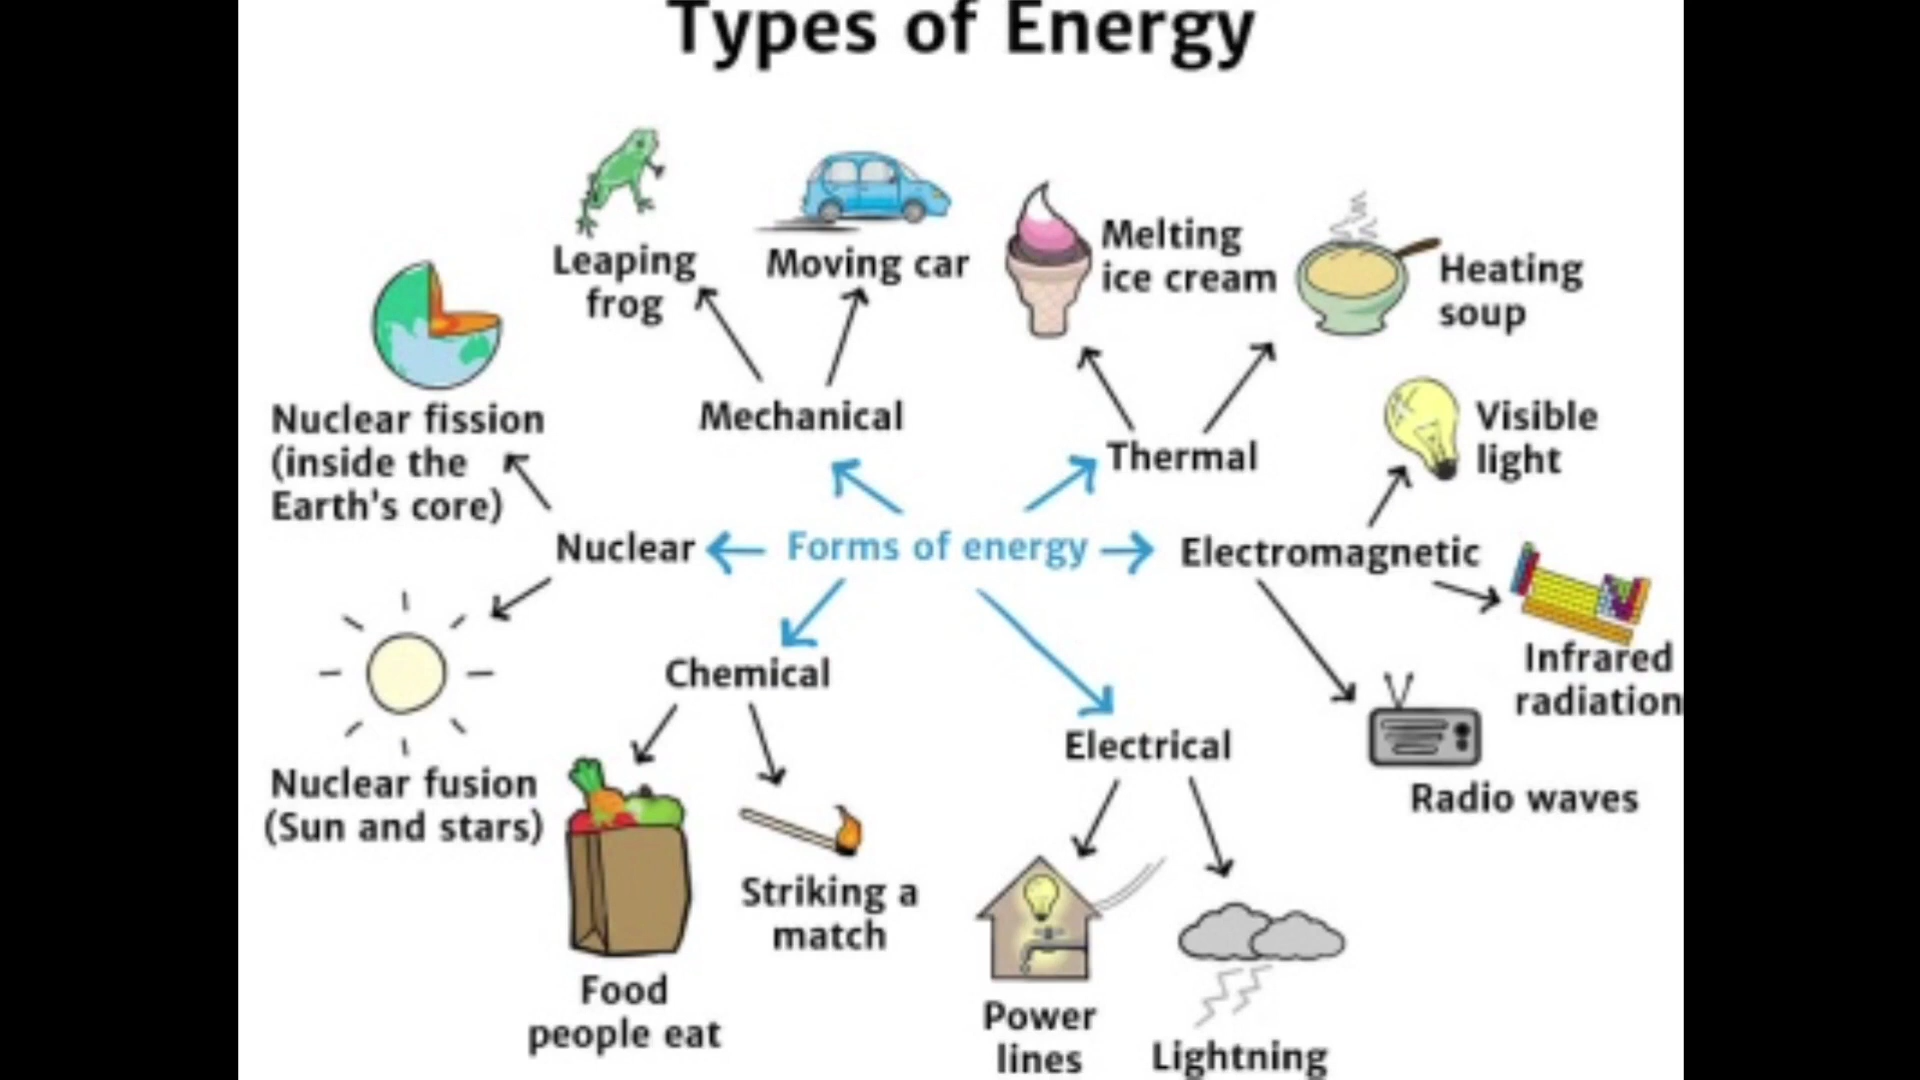 Types of Energy
Leaping
frog
Moving car
Melting
ice cream
Heating
soup
Nuclear fission
(inside the
Earth's core)
Mechanical
Thermal
Visible
light
Nuclear
Forms of energy
Electromagnetic
Infrared
radiation
Chemical
Electrical
Radio waves
Nuclear fusion
(Sun and stars)
Striking a
match
Food
people eat
Power
lines
Lightning